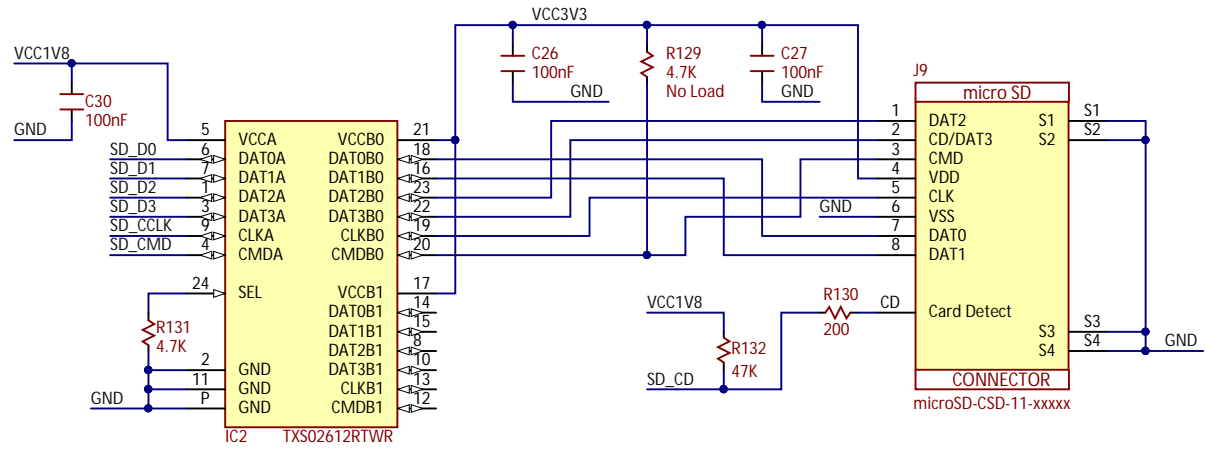 VCC3V3
VCC1V8
C30
100nF
GND
C26
100nF
GND
R129
4.7K
No Load
C27
100nF
GND
J9
micro SD
5 VCCA VCCB0 21
SD_D0 6 DAT0A DAT0B0 18
SD_D1 7 DAT1A DAT1B0 16
SD_D2 1 DAT2A DAT2B0 23
SD_D3 3 DAT3A DAT3B0 22
SD_CCLK 9 CLKA CLKB0 19
SD_CMD 4 CMDA CMDB0 20
24 SEL VCCB1 17
DAT0B1 14
DAT1B1 15
DAT2B1 8
2 GND DAT3B1 10
11 GND CLKB1 13
GND P GND CMDB1 12
R131
4.7K
IC2 TXS02612RTWR
1 DAT2 S1 S1
2 CD/DAT3 S2 S2
3 CMD
4 VDD
5 CLK
GND 6 VSS
7 DAT0
8 DAT1
VCC1V8
R130
200
CD Card Detect
R132
47K
SD_CD
S3 S3
S4 S4 GND
CONNECTOR
microSD-CSD-11-xxxxx